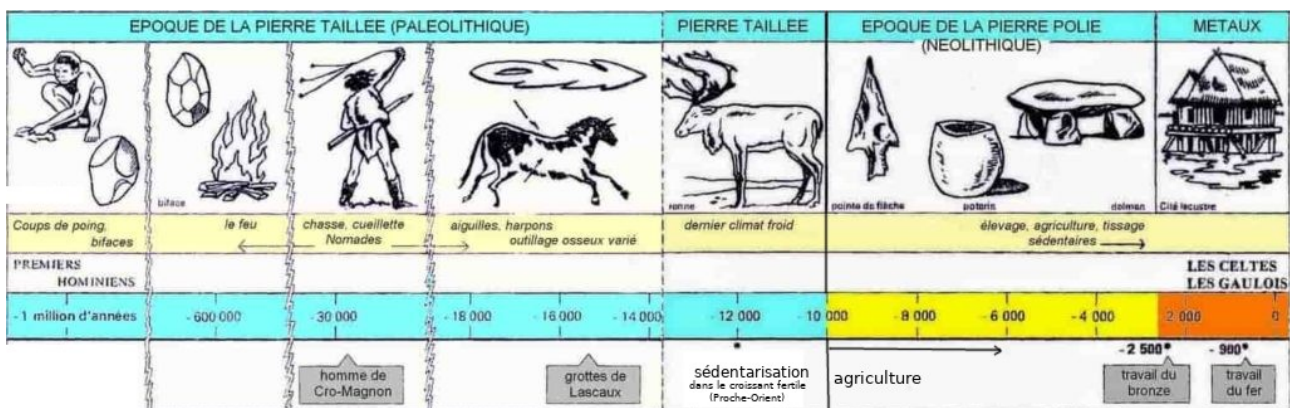 EPOQUE DE LA PIERRE TAILLEE (PALEOLITHIQUE)
PIERRE TAILLEE
EPOQUE DE LA PIERRE POLIE
(NEOLITHIQUE)
METAUX
biface
renne
pointe de flèche
poterie
dolmen
Cité lacustre
Coups de poing,
bifaces
le feu
chasse, cueillette
Nomades
aiguilles, harpons
outillage osseux varié
dernier climat froid
élevage, agriculture, tissage
sédentaires
PREMIERS
HOMINIENS
LES CELTES
LES GAULOIS
- 1 million d'années
- 600 000
- 30 000
- 18 000
- 16 000
- 14 000
- 12 000
- 10 000
- 8 000
- 6 000
- 4 000
- 2 000
0
- 2 500
- 900
homme de
Cro-Magnon
grottes de
Lascaux
sédentarisation
dans le croissant fertile
(Proche-Orient)
agriculture
travail du
bronze
travail
du fer